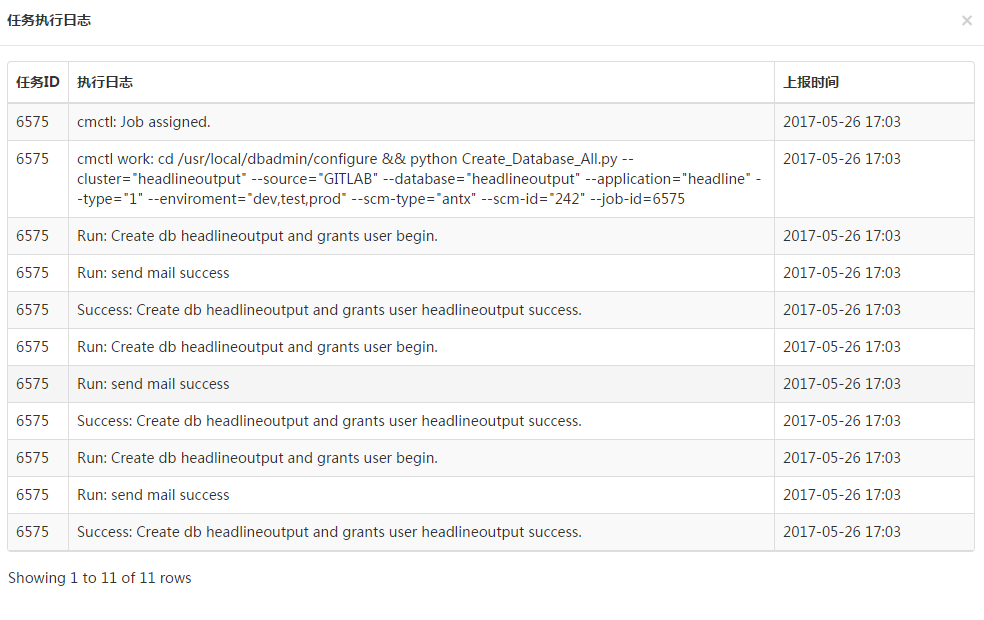 任务执行日志 ×
任务ID 执行日志 上报时间
6575 cmctl: Job assigned. 2017-05-26 17:03
6575 cmctl work: cd /usr/local/dbadmin/configure && python Create_Database_All.py -- 2017-05-26 17:03
cluster="headlineoutput" --source="GITLAB" --database="headlineoutput" --application="headline" -
-type="1" --enviroment="dev,test,prod" --scm-type="antx" --scm-id="242" --job-id=6575
6575 Run: Create db headlineoutput and grants user begin. 2017-05-26 17:03
6575 Run: send mail success 2017-05-26 17:03
6575 Success: Create db headlineoutput and grants user headlineoutput success. 2017-05-26 17:03
6575 Run: Create db headlineoutput and grants user begin. 2017-05-26 17:03
6575 Run: send mail success 2017-05-26 17:03
6575 Success: Create db headlineoutput and grants user headlineoutput success. 2017-05-26 17:03
6575 Run: Create db headlineoutput and grants user begin. 2017-05-26 17:03
6575 Run: send mail success 2017-05-26 17:03
6575 Success: Create db headlineoutput and grants user headlineoutput success. 2017-05-26 17:03
Showing 1 to 11 of 11 rows